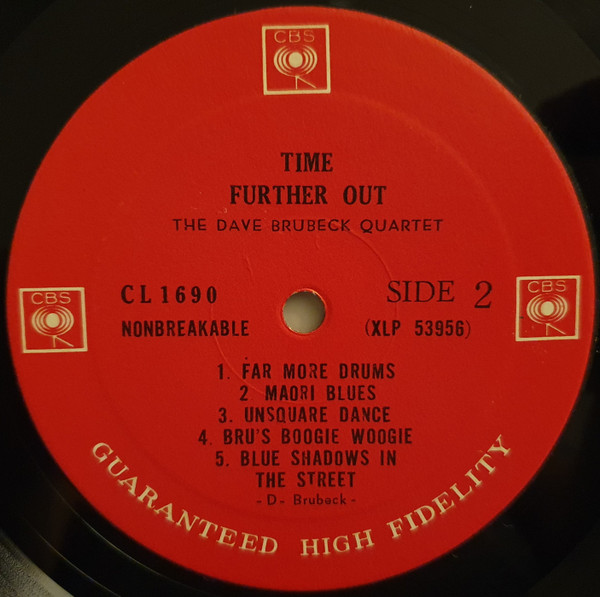 CBS
TIME
FURTHER OUT
THE DAVE BRUBECK QUARTET
CBS
CBS
CL 1690
SIDE 2
NONBREAKABLE
(XLP 53956)
1. FAR MORE DRUMS
2 MAORI BLUES
3. UNSQUARE DANCE
4. BRU'S BOOGIE WOOGIE
5. BLUE SHADOWS IN
THE STREET
- D- Brubeck -
GUARANTEED HIGH FIDELITY